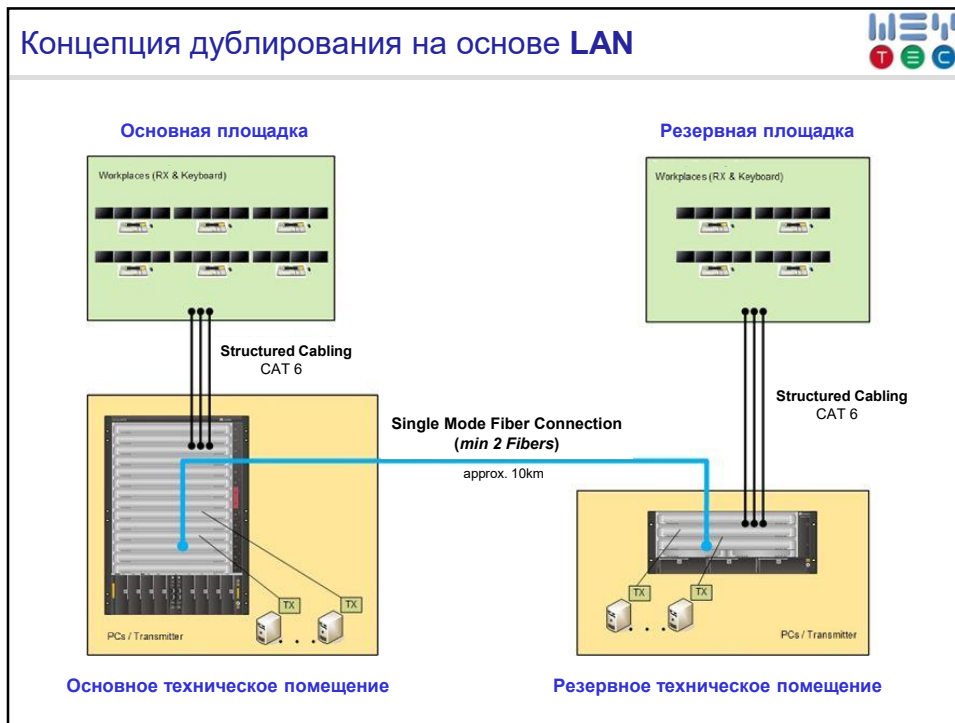 Концепция дублирования на основе LAN
WEY
TEC
Основная площадка
Резервная площадка
Workplaces (RX & Keyboard)
Workplaces (RX & Keyboard)
Structured Cabling
CAT 6
Structured Cabling
CAT 6
Single Mode Fiber Connection
(min 2 Fibers)
approx. 10km
TX
TX
PCs / Transmitter
TX
TX
PCs / Transmitter
Основное техническое помещение
Резервное техническое помещение